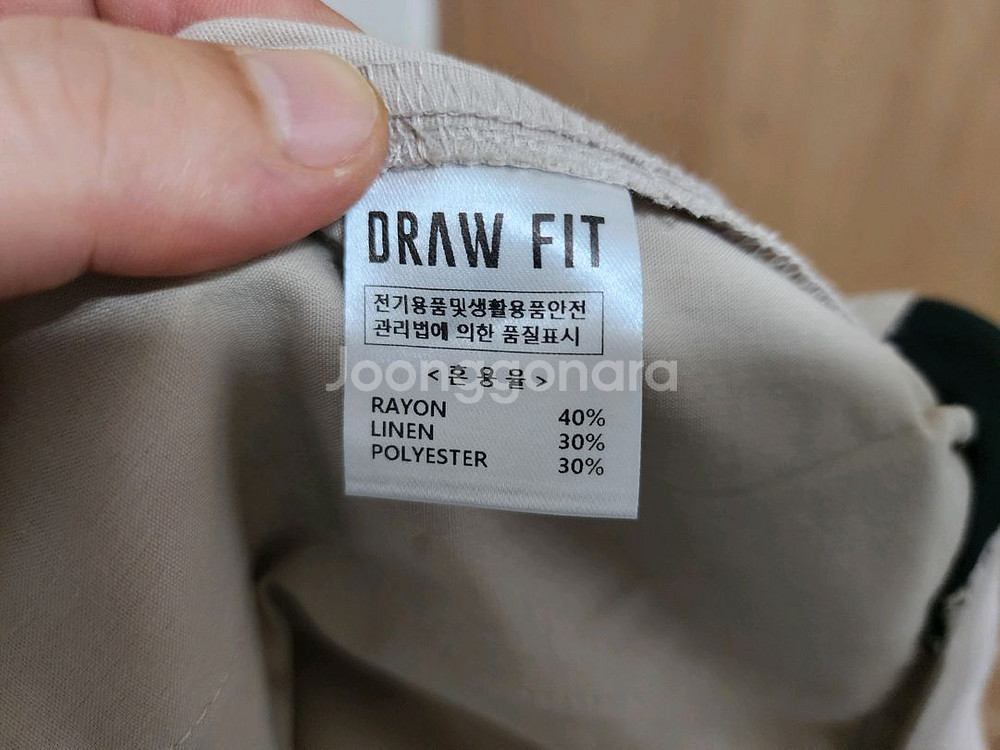 DRAW FIT
전기용품및생활용품안전
관리법에 의한 품질표시
Joonggonara
<혼용율>
RAYON 40%
LINEN 30%
POLYESTER 30%